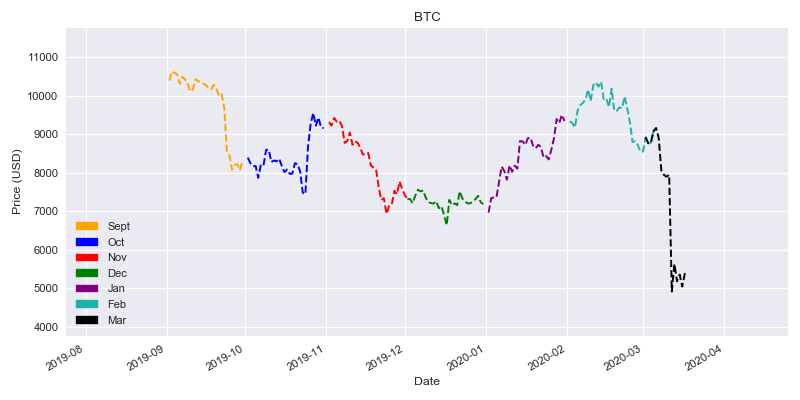 BTC
Price (USD)
11000
10000
9000
8000
7000
6000
5000
4000
Sept
Oct
Nov
Dec
Jan
Feb
Mar
2019-08
2019-09
2019-10
2019-11
2019-12
2020-01
2020-02
2020-03
2020-04
Date